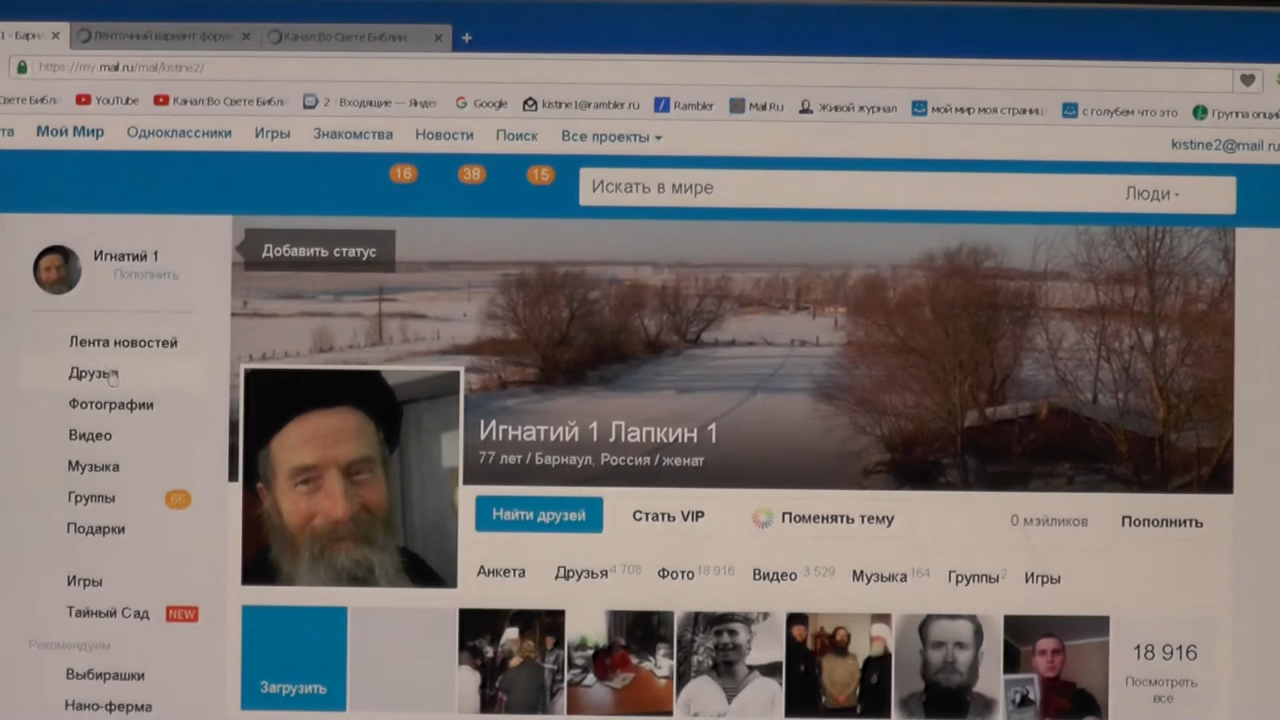 Ленточный вариант форум
Канал:Во Свете Библии
https://my.mail.ru/mail/kistine2/
Свете Библ YouTube Канал:Во Свете Библ 2 · Входящие — Янде Google kistine1@rambler.ru Rambler Mail.Ru Живой журнал мой мир моя страниц с голубем что это Группа опци
та Мой Мир Одноклассники Игры Знакомства Новости Поиск Все проекты
kistine2@mail.ru
16 38 15 Искать в мире Люди
Игнатий 1
Пополнить
Добавить статус
Лента новостей
Друзья
Фотографии
Видео
Музыка
Группы 66
Подарки
Игры
Тайный Сад NEW
Рекомендуем
Выбирашки
Нано-ферма
Игнатий 1 Лапкин 1
77 лет / Барнаул, Россия / женат
Найти друзей Стать VIP Поменять тему 0 мэйликов Пополнить
Анкета Друзья 4 708 Фото 18 916 Видео 3 529 Музыка 164 Группы 2 Игры
Загрузить
18 916
Посмотреть
все